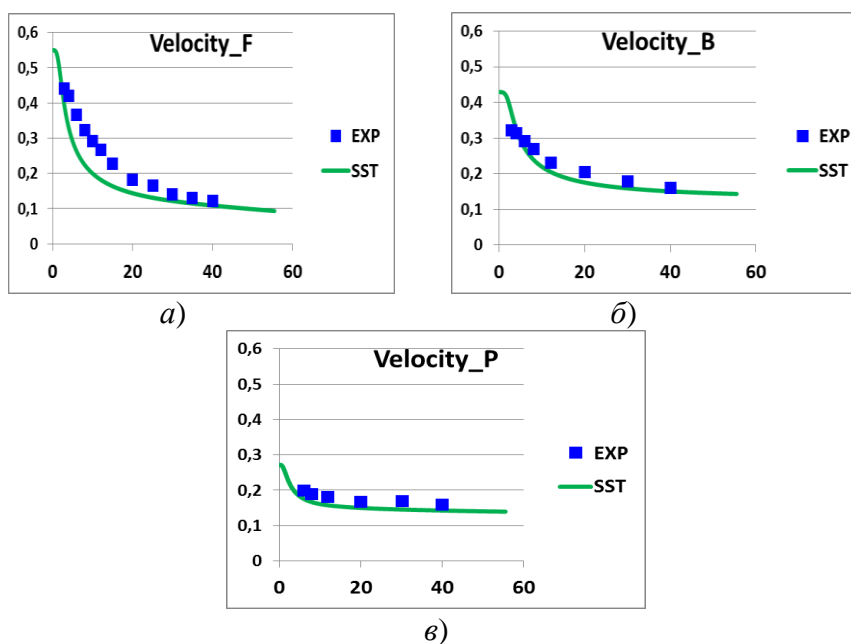 Velocity_F
0,6
0,5
0,4
0,3
0,2
0,1
0
0 20 40 60
EXP
SST
а)
Velocity_B
0,6
0,5
0,4
0,3
0,2
0,1
0
0 20 40 60
EXP
SST
б)
Velocity_P
0,6
0,5
0,4
0,3
0,2
0,1
0
0 20 40 60
EXP
SST
в)